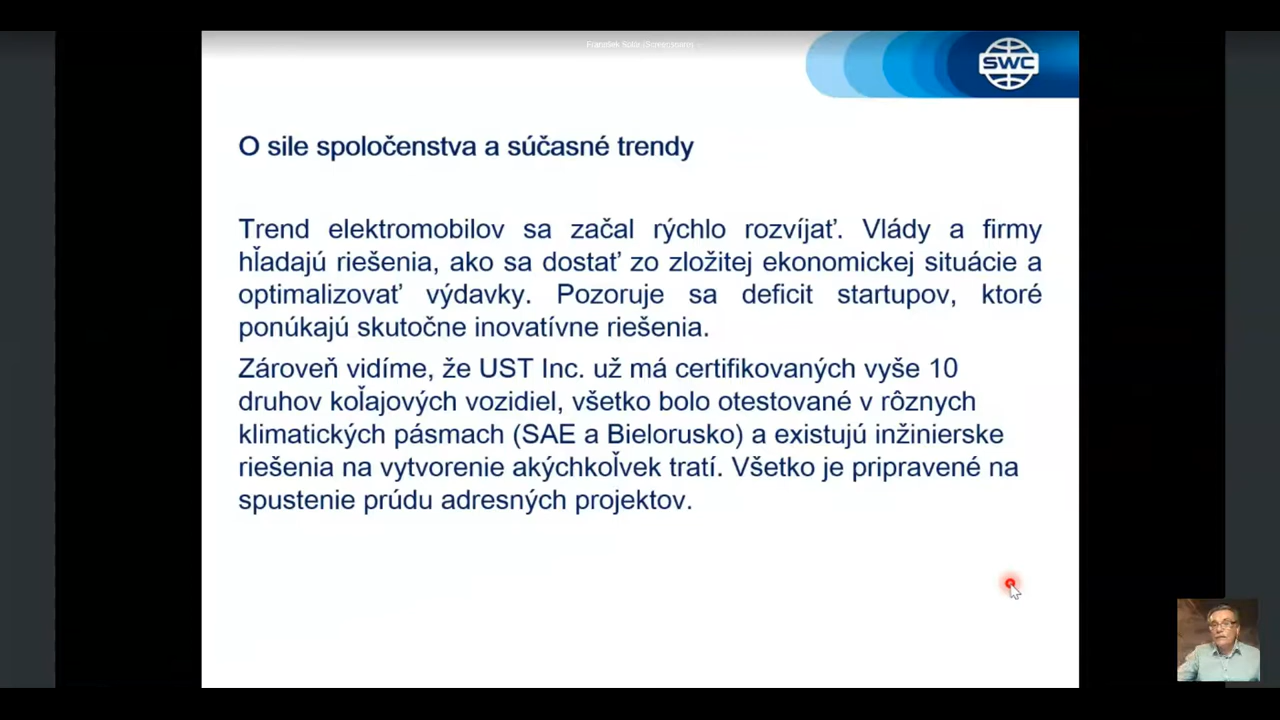 SWC
O sile spoločenstva a súčasné trendy
Trend elektromobilov sa začal rýchlo rozvíjať. Vlády a firmy
hľadajú riešenia, ako sa dostať zo zložitej ekonomickej situácie a
optimalizovať výdavky. Pozoruje sa deficit startupov, ktoré
ponúkajú skutočne inovatívne riešenia.
Zároveň vidíme, že UST Inc. už má certifikovaných vyše 10
druhov koľajových vozidiel, všetko bolo otestované v rôznych
klimatických pásmach (SAE a Bielorusko) a existujú inžinierske
riešenia na vytvorenie akýchkoľvek tratí. Všetko je pripravené na
spustenie prúdu adresných projektov.